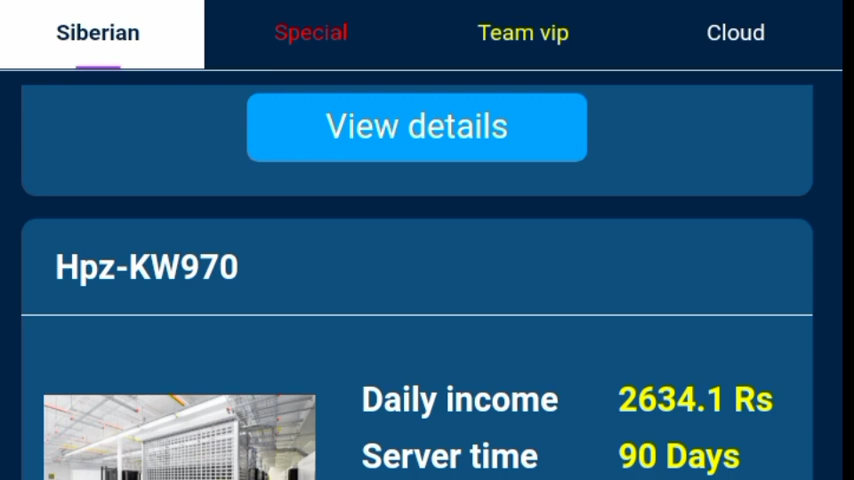 Siberian Special Team vip Cloud
View details
Hpz-KW970
Daily income 2634.1 Rs
Server time 90 Days